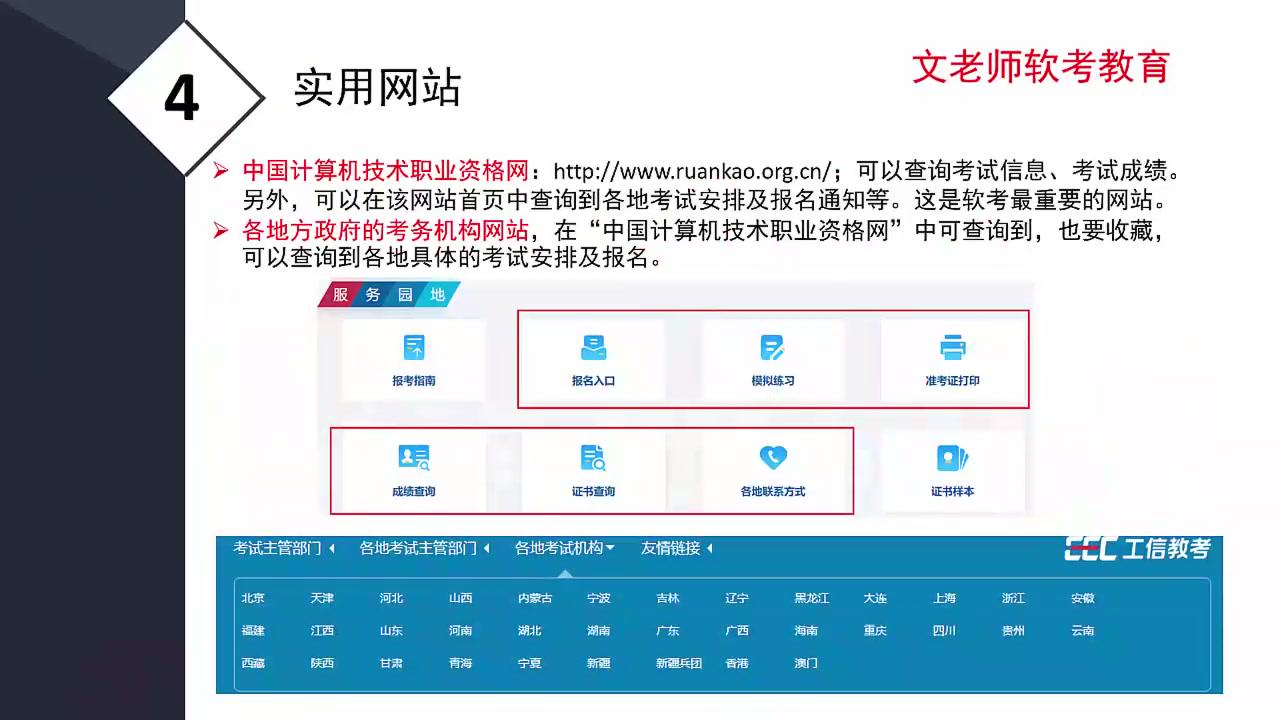 4
实用网站
文老师软考教育
中国计算机技术职业资格网：http://www.ruankao.org.cn/；可以查询考试信息、考试成绩。
另外，可以在该网站首页中查询到各地考试安排及报名通知等。这是软考最重要的网站。
各地方政府的考务机构网站，在“中国计算机技术职业资格网”中可查询到，也要收藏，
可以查询到各地具体的考试安排及报名。
服务园地
报考指南 报名入口 模拟练习 准考证打印
成绩查询 证书查询 各地联系方式 证书样本
考试主管部门 各地考试主管部门 各地考试机构 友情链接 工信教考
北京 天津 河北 山西 内蒙古 宁波 吉林 辽宁 黑龙江 大连 上海 浙江 安徽
福建 江西 山东 河南 湖北 湖南 广东 广西 海南 重庆 四川 贵州 云南
西藏 陕西 甘肃 青海 宁夏 新疆 新疆兵团 香港 澳门